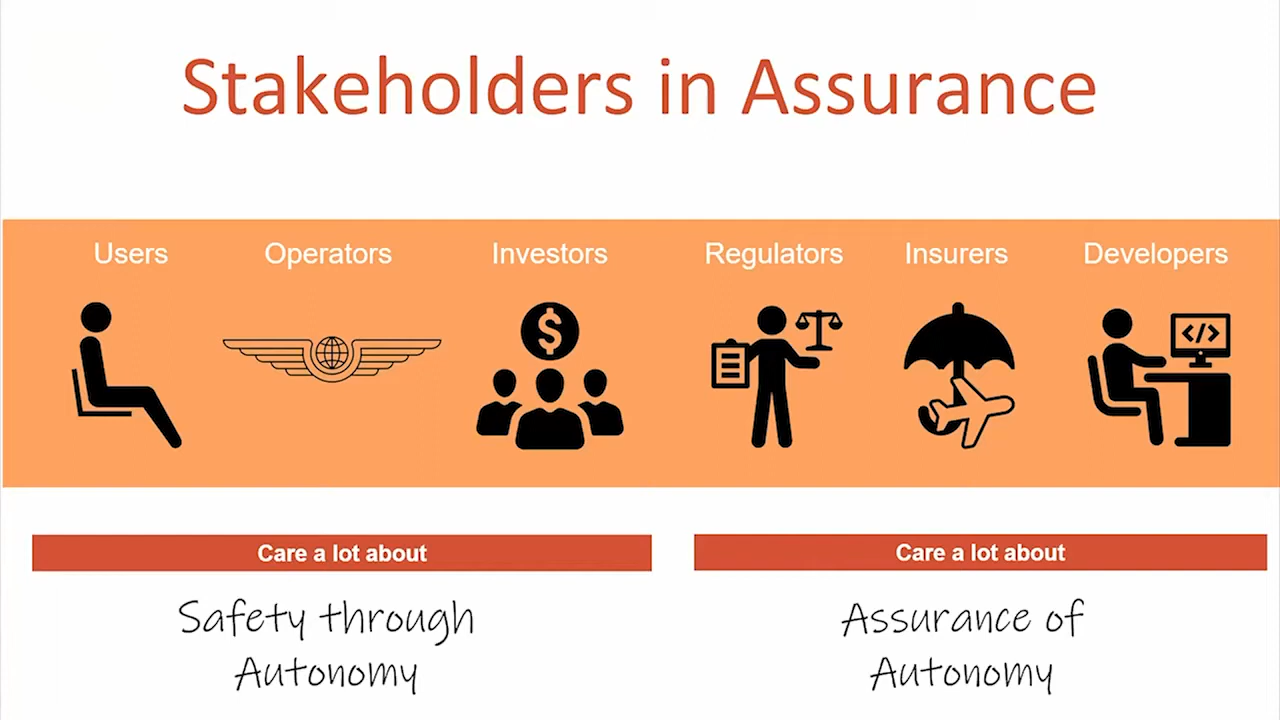 Stakeholders in Assurance
Users
Operators
Investors
Regulators
Insurers
Developers
$
</>
Care a lot about
Safety through
Autonomy
Care a lot about
Assurance of
Autonomy